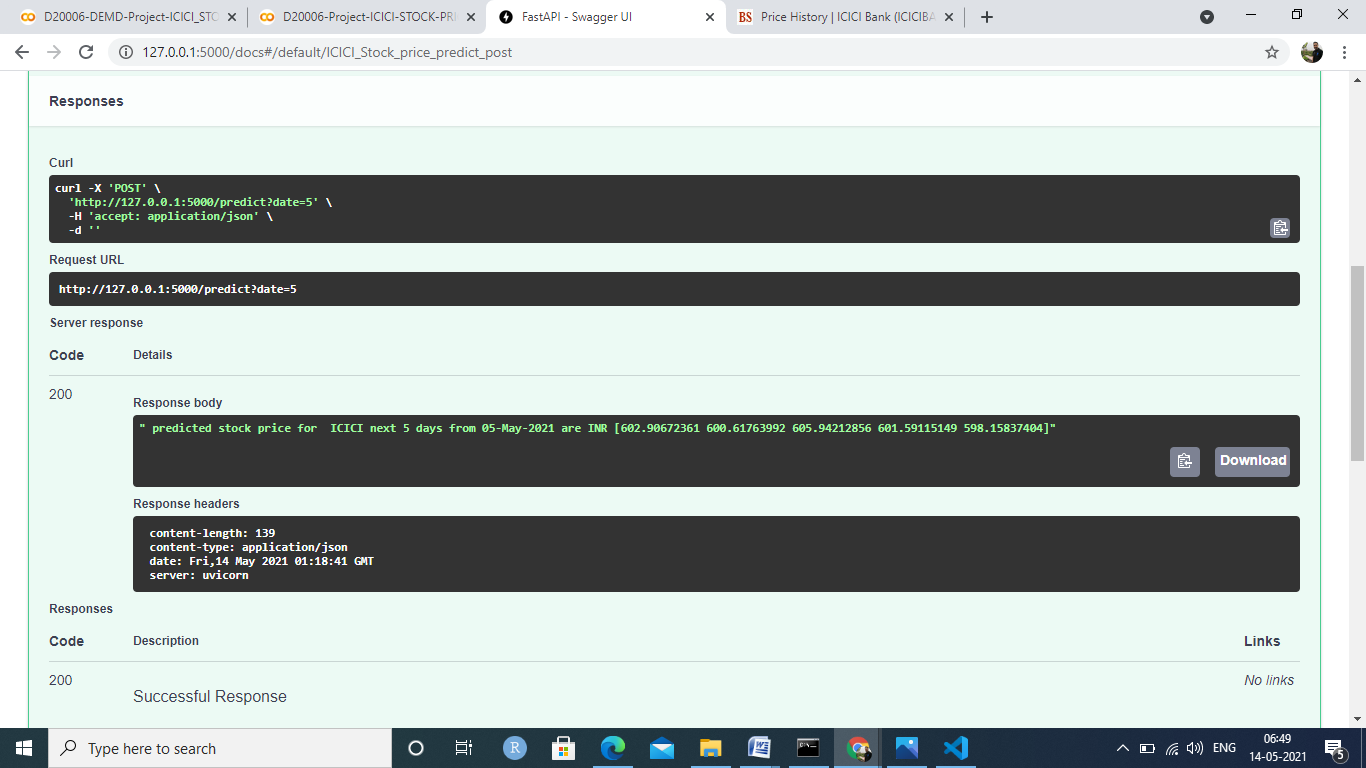 D20006-DEMD-Project-ICICI_STO
D20006-Project-ICICI-STOCK-PRI
FastAPI - Swagger UI
BS Price History | ICICI Bank (ICICIBA
127.0.0.1:5000/docs#/default/ICICI_Stock_price_predict_post
Responses
Curl
curl -X 'POST' \
'http://127.0.0.1:5000/predict?date=5' \
-H 'accept: application/json' \
-d ''
Request URL
http://127.0.0.1:5000/predict?date=5
Server response
Code Details
200
Response body
" predicted stock price for  ICICI next 5 days from 05-May-2021 are INR [602.90672361 600.61763992 605.94212856 601.59115149 598.15837404]"
Download
Response headers
content-length: 139
content-type: application/json
date: Fri,14 May 2021 01:18:41 GMT
server: uvicorn
Responses
Code Description Links
200 No links
Successful Response
Type here to search
R
W
ENG
06:49
14-05-2021
5